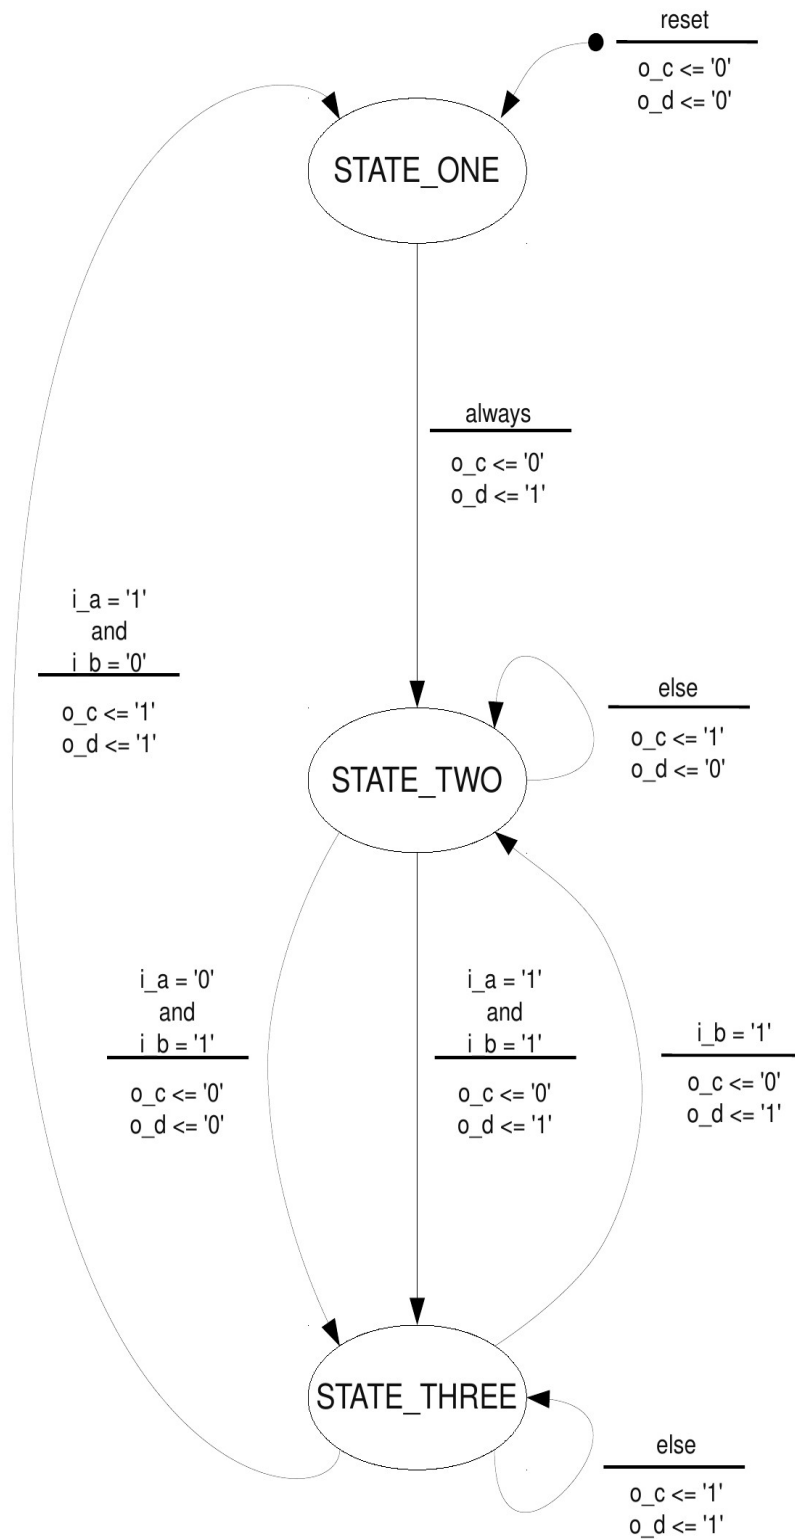 reset
o_c <= '0'
o_d <= '0'
STATE_ONE
always
o_c <= '0'
o_d <= '1'
i_a = '1'
and
i_b = '0'
o_c <= '1'
o_d <= '1'
else
o_c <= '1'
o_d <= '0'
STATE_TWO
i_a = '0'
and
i_b = '1'
o_c <= '0'
o_d <= '0'
i_a = '1'
and
i_b = '1'
o_c <= '0'
o_d <= '1'
i_b = '1'
o_c <= '0'
o_d <= '1'
STATE_THREE
else
o_c <= '1'
o_d <= '1'